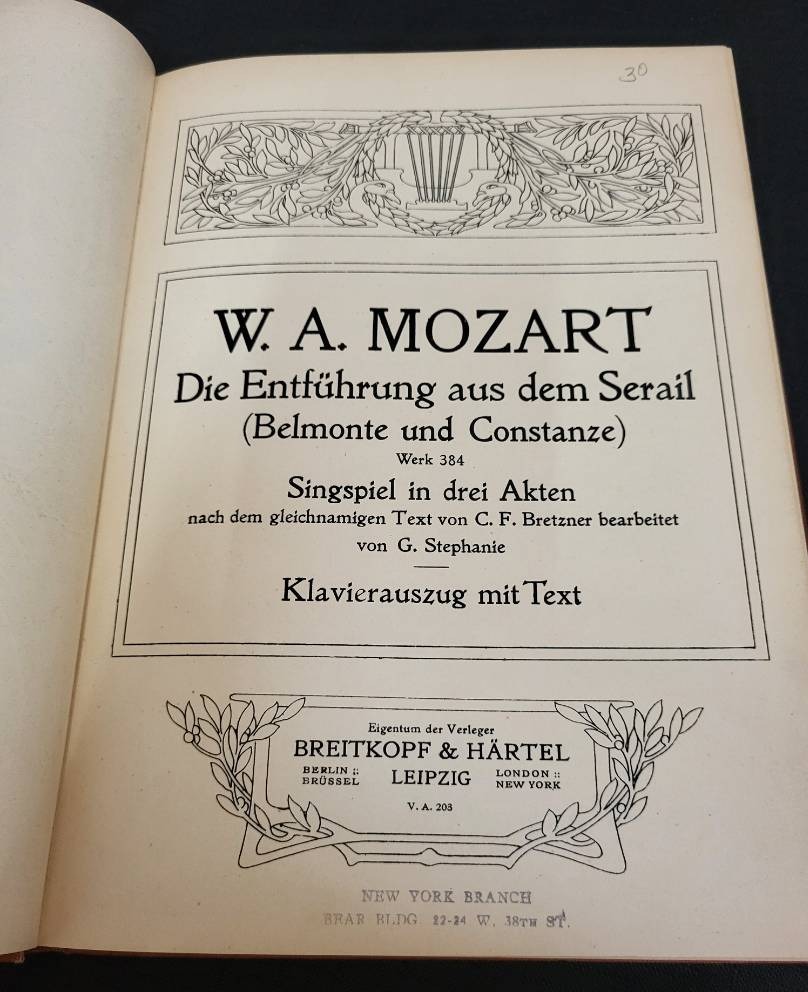 30
W. A. MOZART
Die Entführung aus dem Serail
(Belmonte und Constanze)
Werk 384
Singspiel in drei Akten
nach dem gleichnamigen Text von C. F. Bretzner bearbeitet
von G. Stephanie
Klavierauszug mit Text
Eigentum der Verleger
BREITKOPF & HÄRTEL
BERLIN ::
BRÜSSEL
LEIPZIG
LONDON ::
NEW YORK
V. A. 203
NEW YORK BRANCH
BEAR BLDG. 22-24 W. 38TH ST.